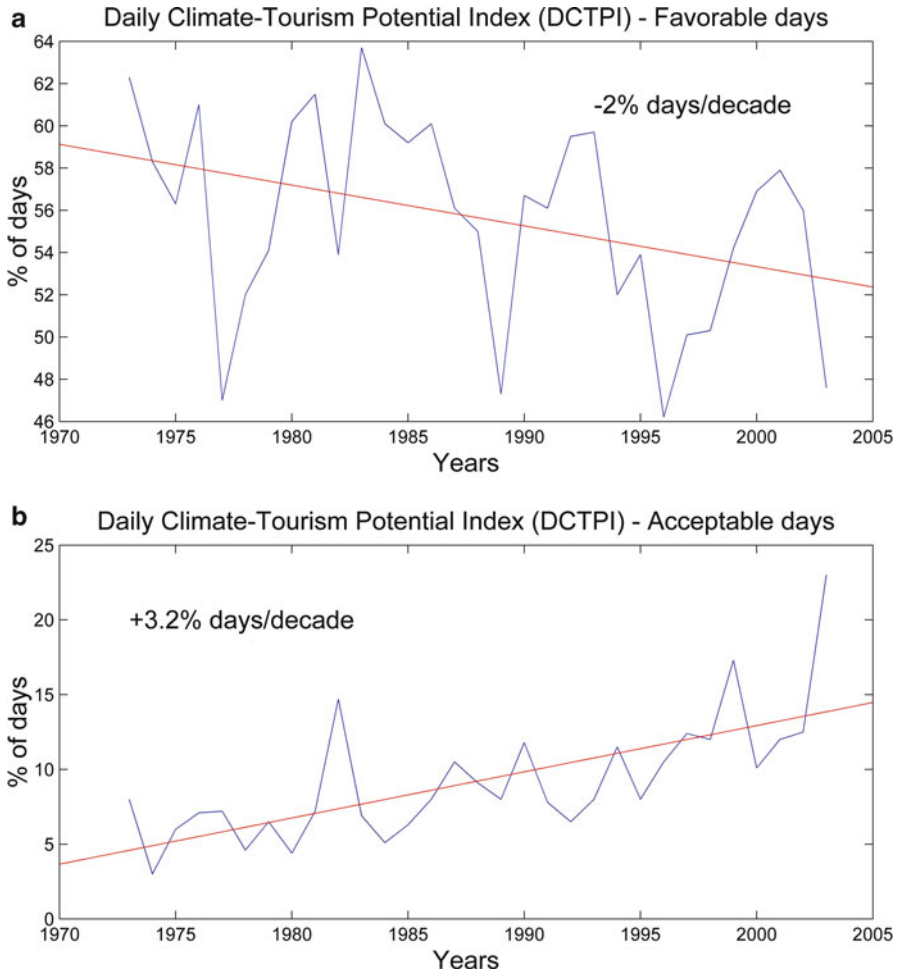 a
Daily Climate-Tourism Potential Index (DCTPI) - Favorable days
64
62
60
58
56
54
52
50
48
46
% of days
-2% days/decade
1970 1975 1980 1985 1990 1995 2000 2005
Years
b
Daily Climate-Tourism Potential Index (DCTPI) - Acceptable days
25
20
15
10
5
0
% of days
+3.2% days/decade
1970 1975 1980 1985 1990 1995 2000 2005
Years